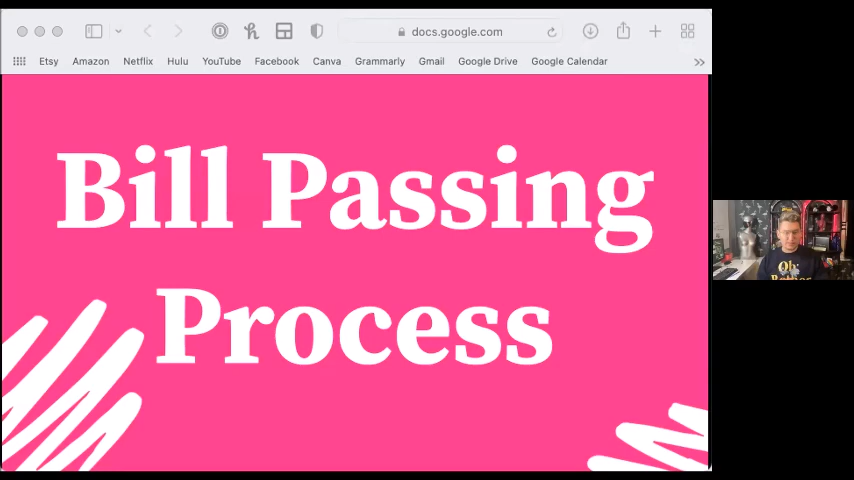 docs.google.com
Etsy Amazon Netflix Hulu YouTube Facebook Canva Grammarly Gmail Google Drive Google Calendar
Bill Passing
Process
Oh,